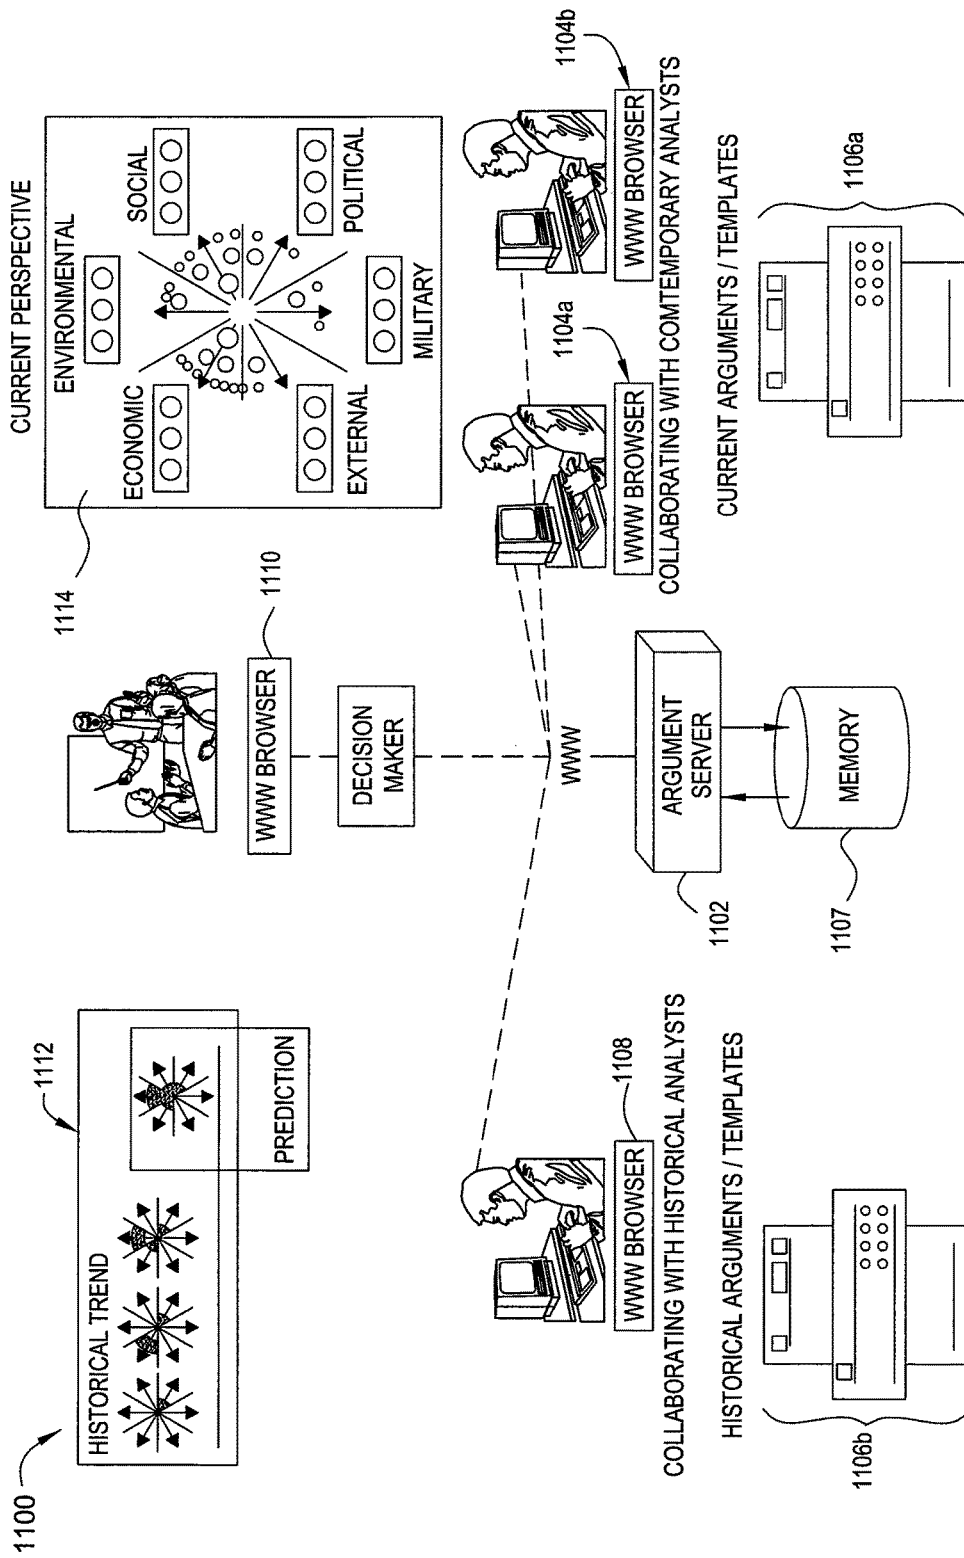 1100
HISTORICAL TREND
1112
PREDICTION
WWW BROWSER
1110
DECISION
MAKER
CURRENT PERSPECTIVE
1114
ENVIRONMENTAL
ECONOMIC
SOCIAL
EXTERNAL
POLITICAL
MILITARY
WWW
WWW BROWSER
1108
COLLABORATING WITH HISTORICAL ANALYSTS
WWW BROWSER
1104a
WWW BROWSER
1104b
COLLABORATING WITH COMTEMPORARY ANALYSTS
ARGUMENT
SERVER
1102
MEMORY
1107
HISTORICAL ARGUMENTS / TEMPLATES
1106b
CURRENT ARGUMENTS / TEMPLATES
1106a